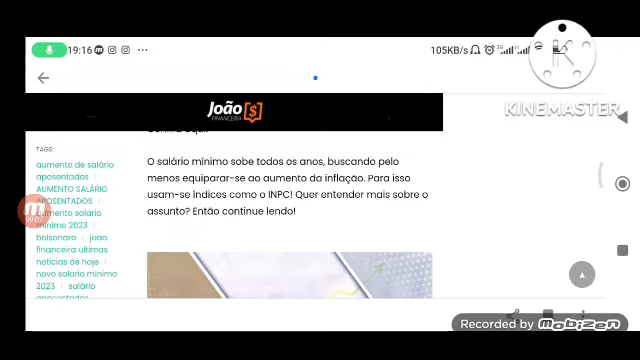 19:16
105KB/s
KINEMASTER
João [$]
FINANCEIRA
TAGS:
aumento de salário
aposentados
AUMENTO SALÁRIO
APOSENTADOS
aumento salario
minimo 2023
bolsonaro / joao
financeira ultimas
noticias de hoje
novo salario minimo
2023 / salário
aposentados
O salário mínimo sobe todos os anos, buscando pelo
menos equiparar-se ao aumento da inflação. Para isso
usam-se índices como o INPC! Quer entender mais sobre o
assunto? Então continue lendo!
00:07
Recorded by Mobizen